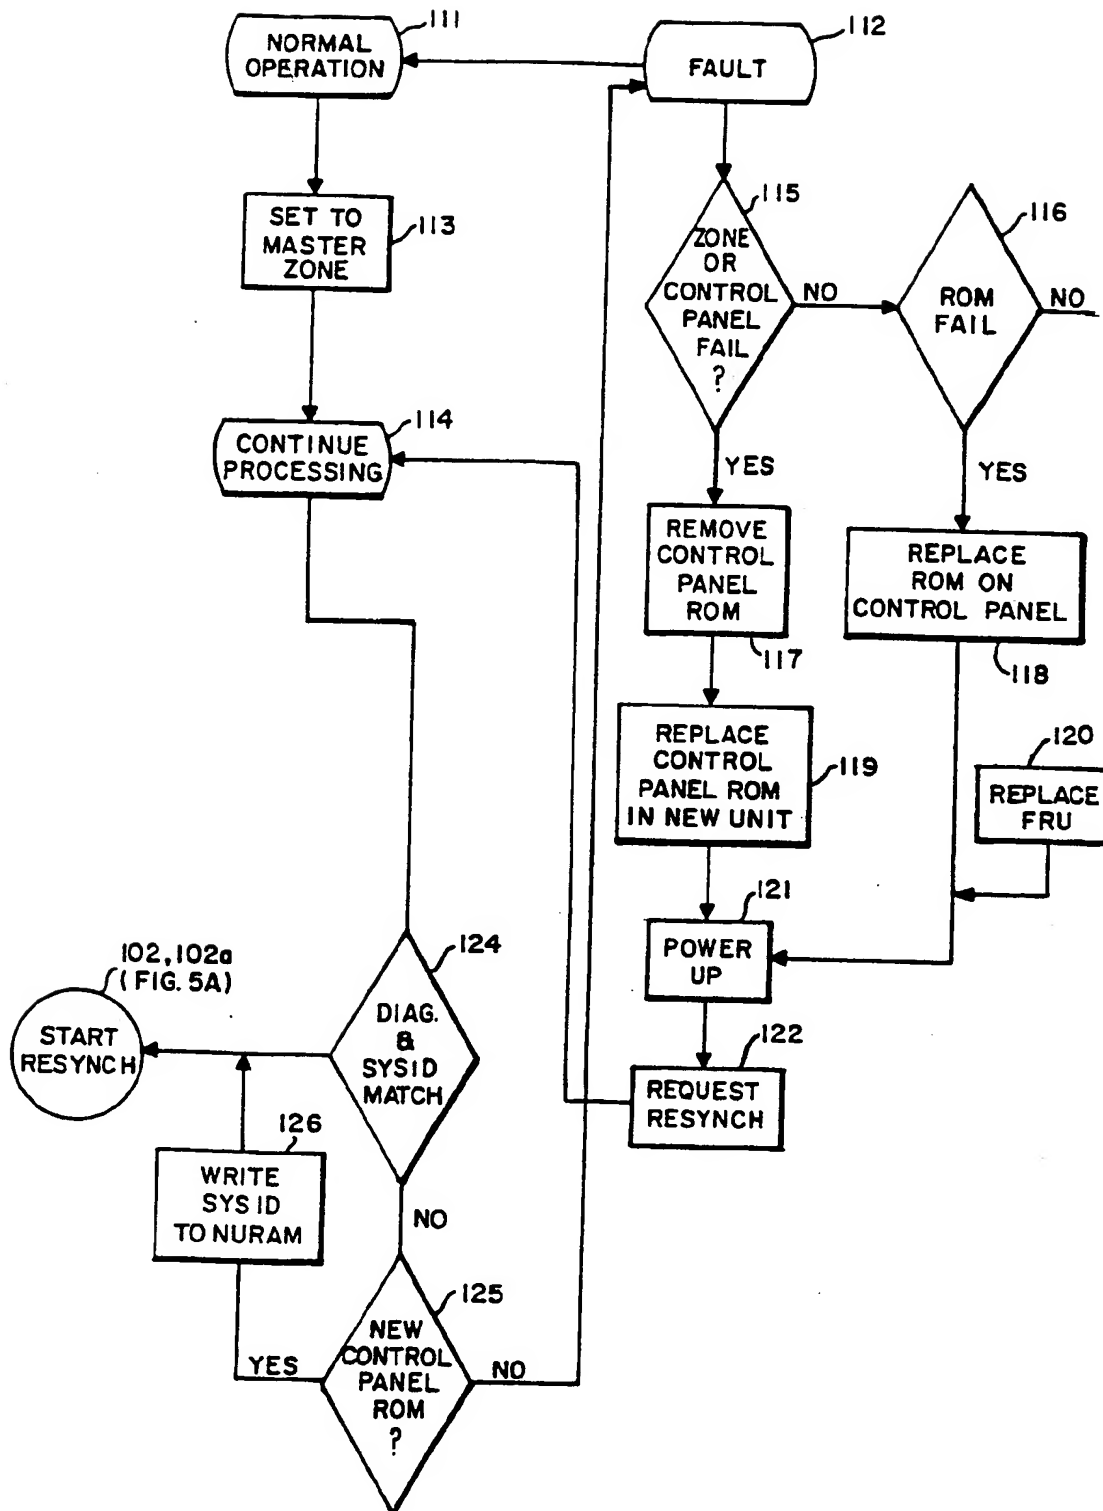 111
NORMAL
OPERATION
112
FAULT
SET TO
MASTER
ZONE
113
115
ZONE
OR
CONTROL
PANEL
FAIL
?
NO
116
ROM
FAIL
NO
114
CONTINUE
PROCESSING
YES
YES
REMOVE
CONTROL
PANEL
ROM
117
REPLACE
ROM ON
CONTROL PANEL
118
REPLACE
CONTROL
PANEL ROM
IN NEW UNIT
119
120
REPLACE
FRU
121
POWER
UP
122
REQUEST
RESYNCH
102, 102a
(FIG. 5A)
START
RESYNCH
124
DIAG.
&
SYSID
MATCH
NO
126
WRITE
SYS ID
TO NURAM
125
NEW
CONTROL
PANEL
ROM
?
YES
NO